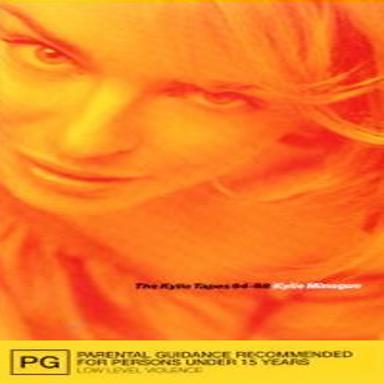 The Kylie Tapes 94-98 Kylie Minogue
PG
PARENTAL GUIDANCE RECOMMENDED
FOR PERSONS UNDER 15 YEARS
LOW LEVEL VIOLENCE